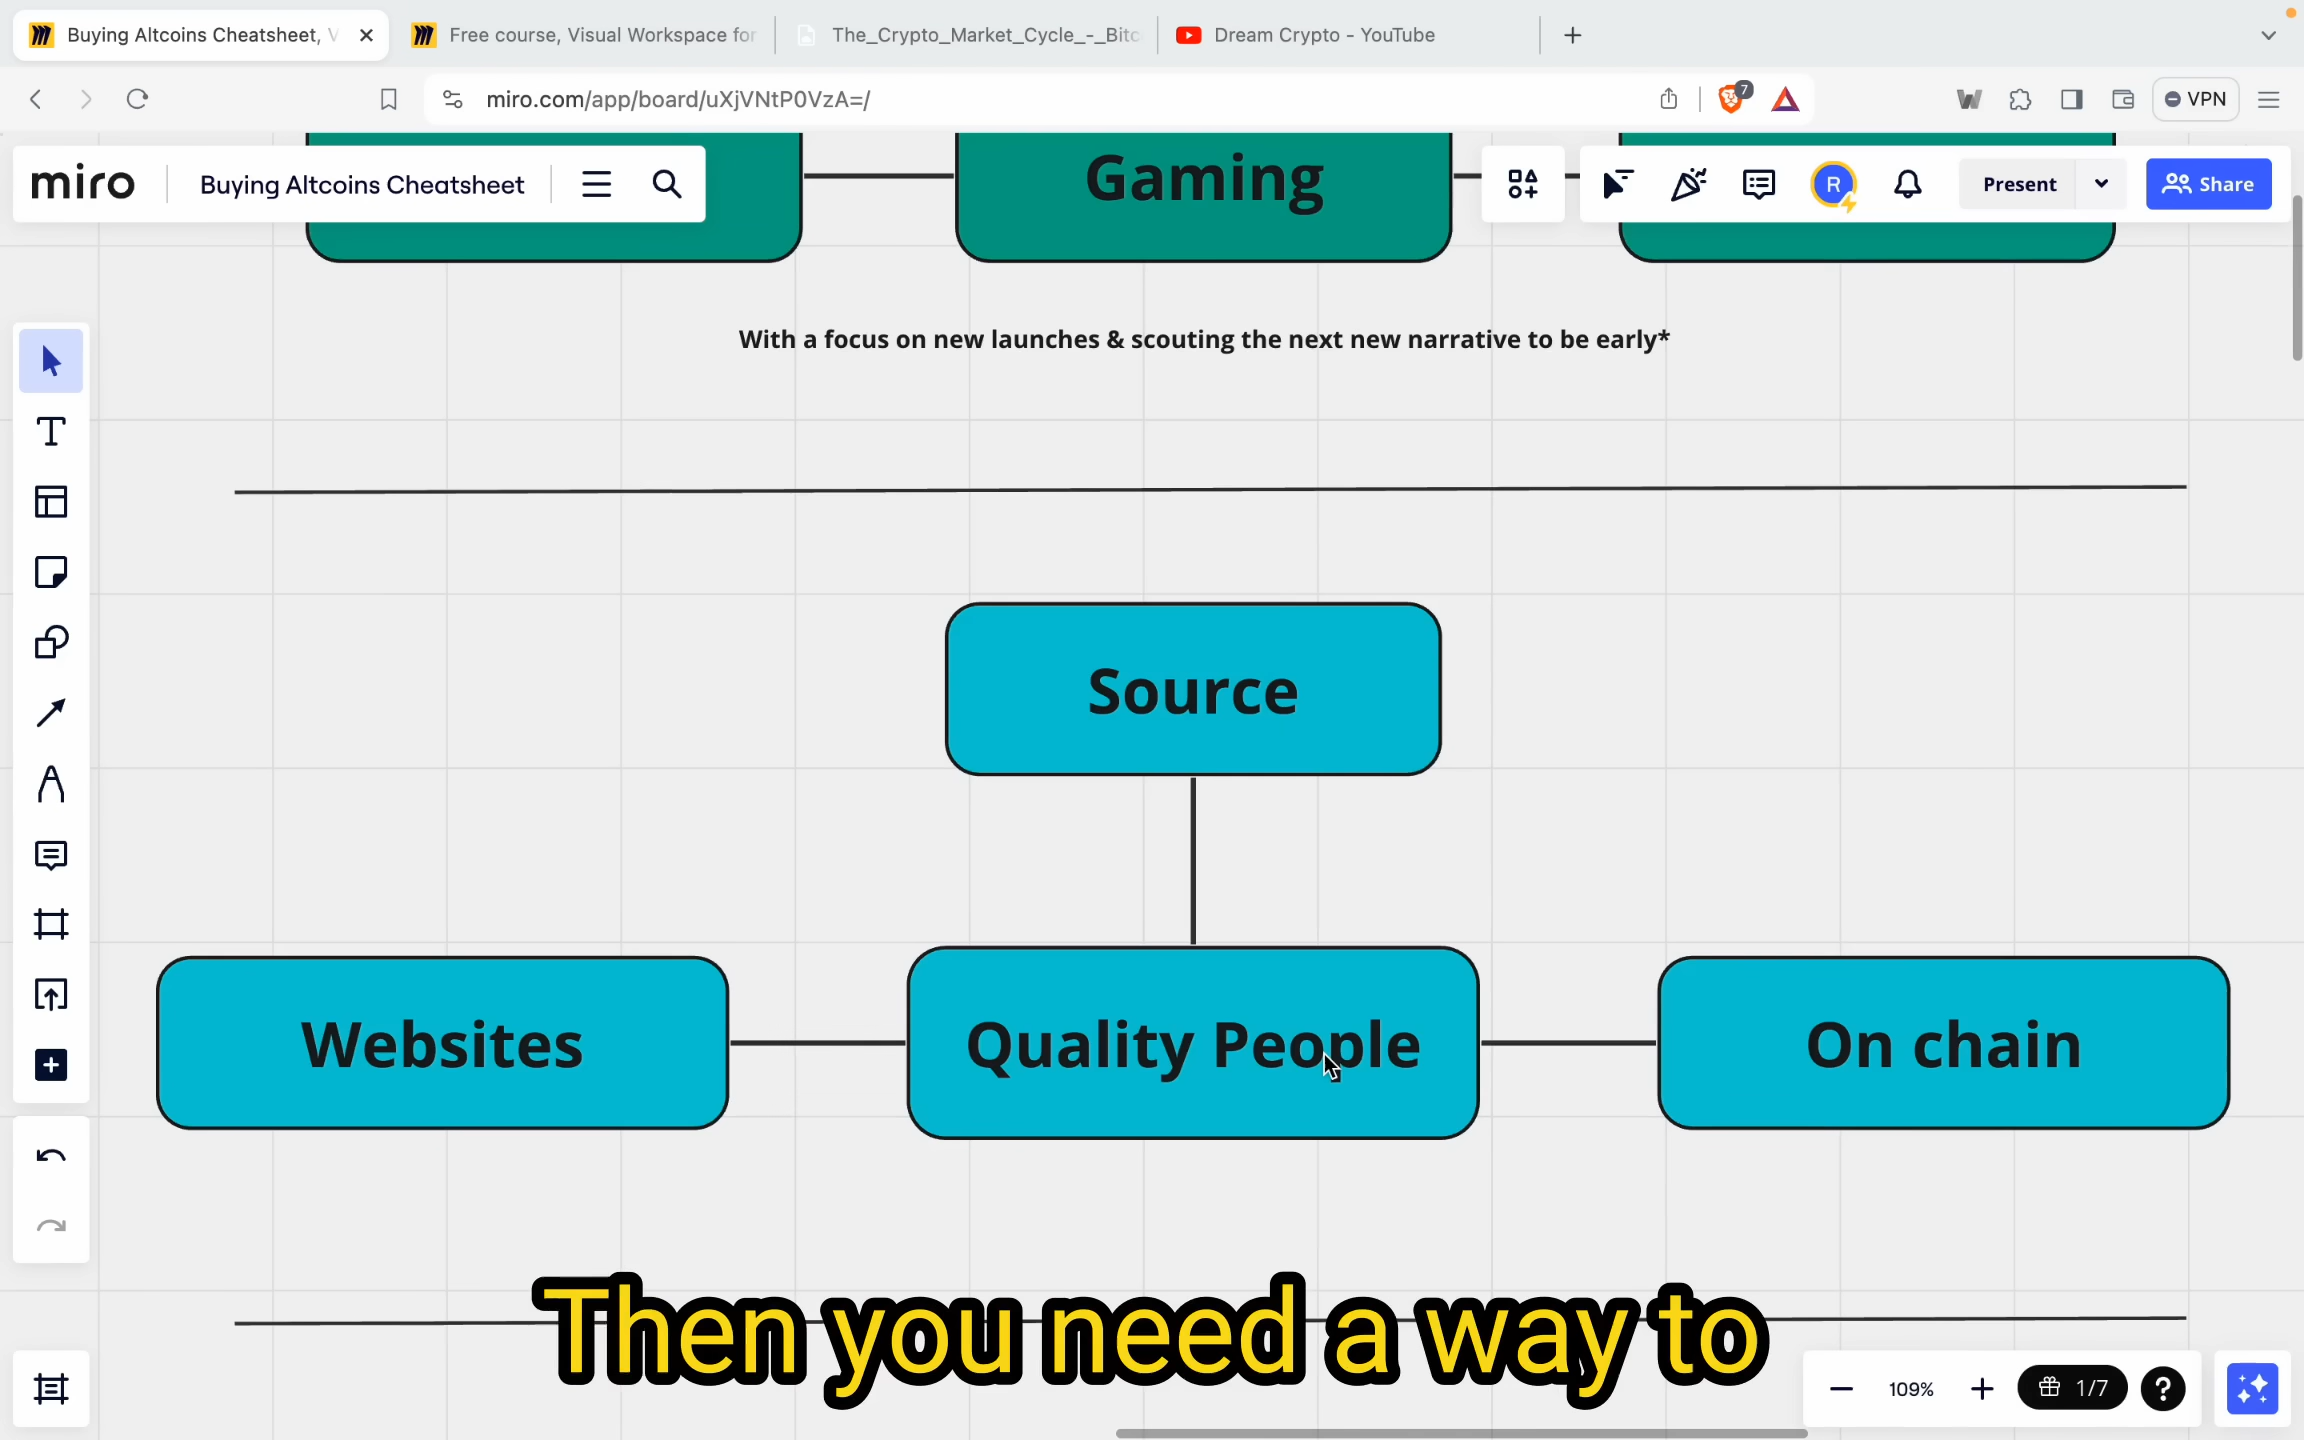 Buying Altcoins Cheatsheet, V
Free course, Visual Workspace for
The_Crypto_Market_Cycle_-_Bitc
Dream Crypto - YouTube
miro.com/app/board/uXjVNtP0VzA=/
7
VPN
miro
Buying Altcoins Cheatsheet
Gaming
R
Present
Share
With a focus on new launches & scouting the next new narrative to be early*
Source
Websites
Quality People
On chain
Then you need a way to
109%
1/7
?